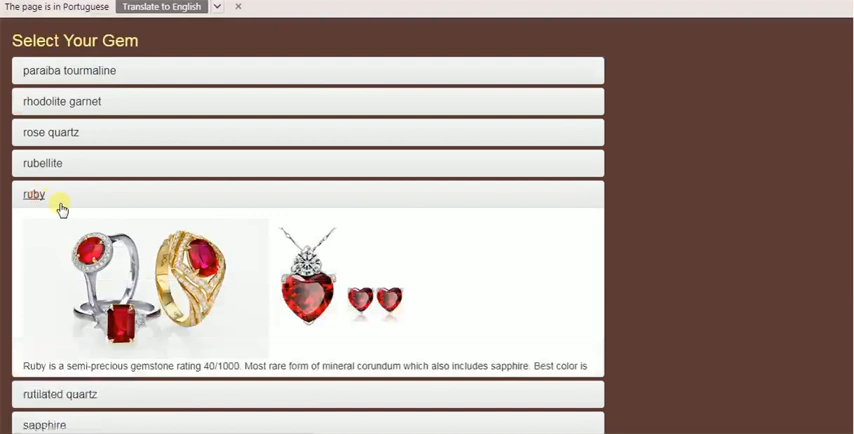 The page is in Portuguese Translate to English
Select Your Gem
paraiba tourmaline
rhodolite garnet
rose quartz
rubellite
ruby
Ruby is a semi-precious gemstone rating 40/1000. Most rare form of mineral corundum which also includes sapphire. Best color is
rutilated quartz
sapphire